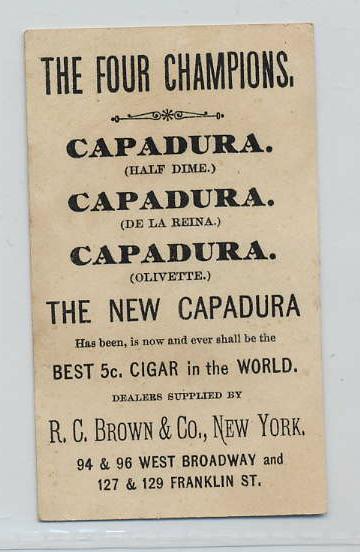 THE FOUR CHAMPIONS.
CAPADURA.
(HALF DIME.)
CAPADURA.
(DE LA REINA.)
CAPADURA.
(OLIVETTE.)
THE NEW CAPADURA
Has been, is now and ever shall be the
BEST 5c. CIGAR in the WORLD.
DEALERS SUPPLIED BY
R. C. BROWN & CO., NEW YORK.
94 & 96 WEST BROADWAY and
127 & 129 FRANKLIN ST.